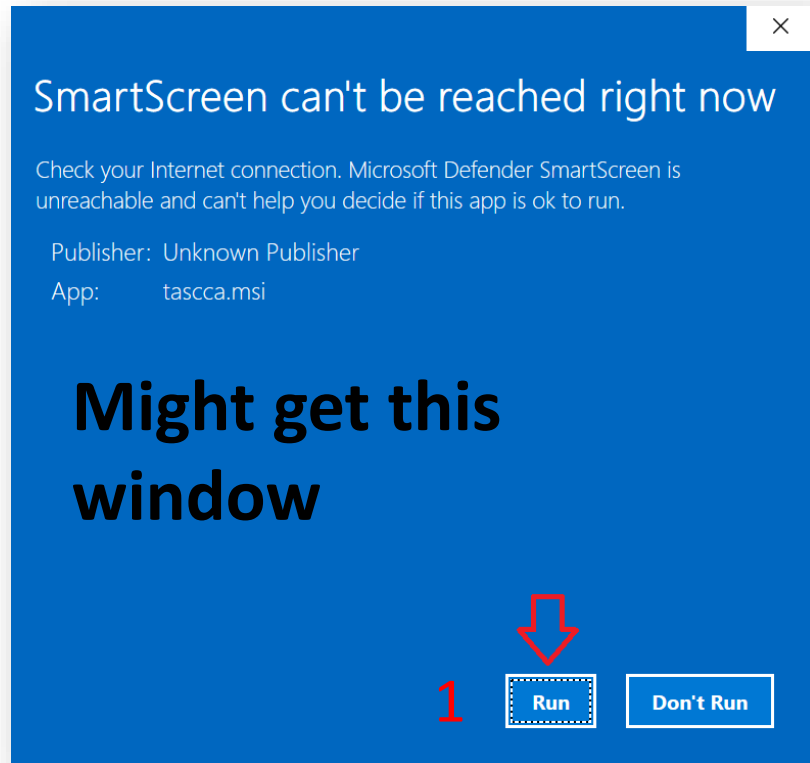 SmartScreen can't be reached right now
Check your Internet connection. Microsoft Defender SmartScreen is
unreachable and can't help you decide if this app is ok to run.
Publisher: Unknown Publisher
App: tascca.msi
Might get this
window
1 Run Don't Run